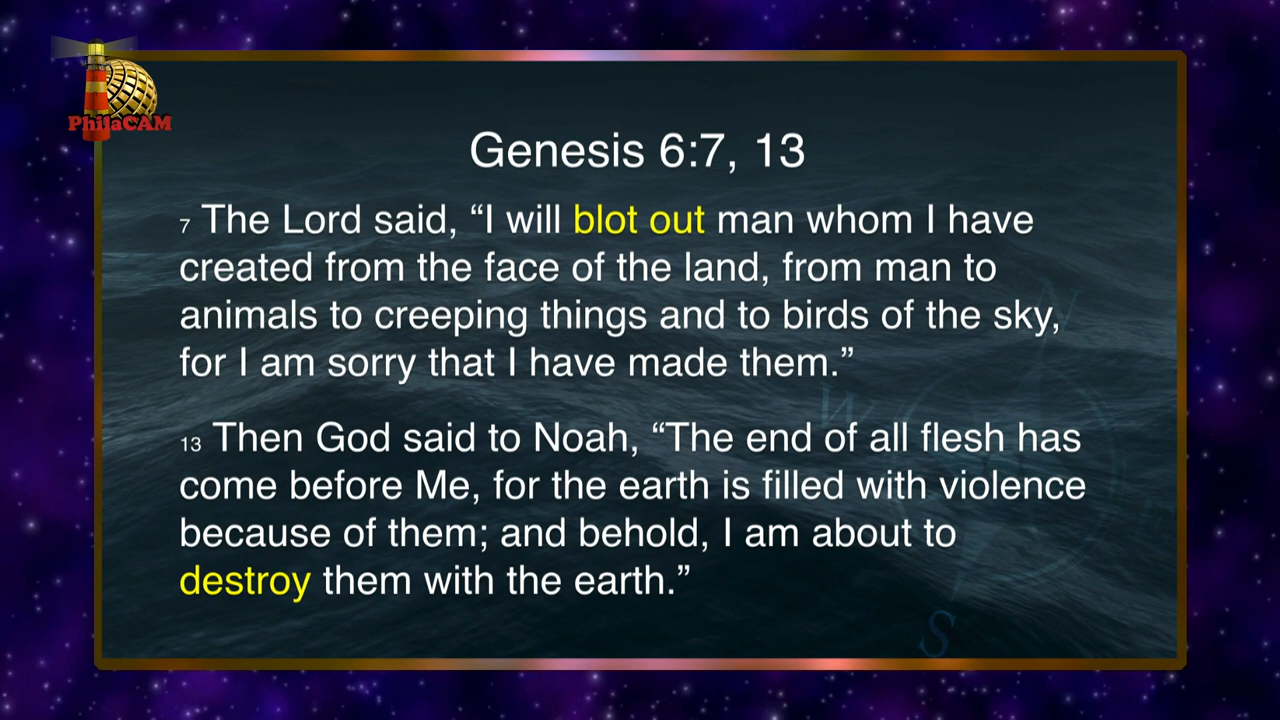 PhilaCAM
Genesis 6:7, 13
7 The Lord said, “I will blot out man whom I have
created from the face of the land, from man to
animals to creeping things and to birds of the sky,
for I am sorry that I have made them.”
13 Then God said to Noah, “The end of all flesh has
come before Me, for the earth is filled with violence
because of them; and behold, I am about to
destroy them with the earth.”
N
W
S